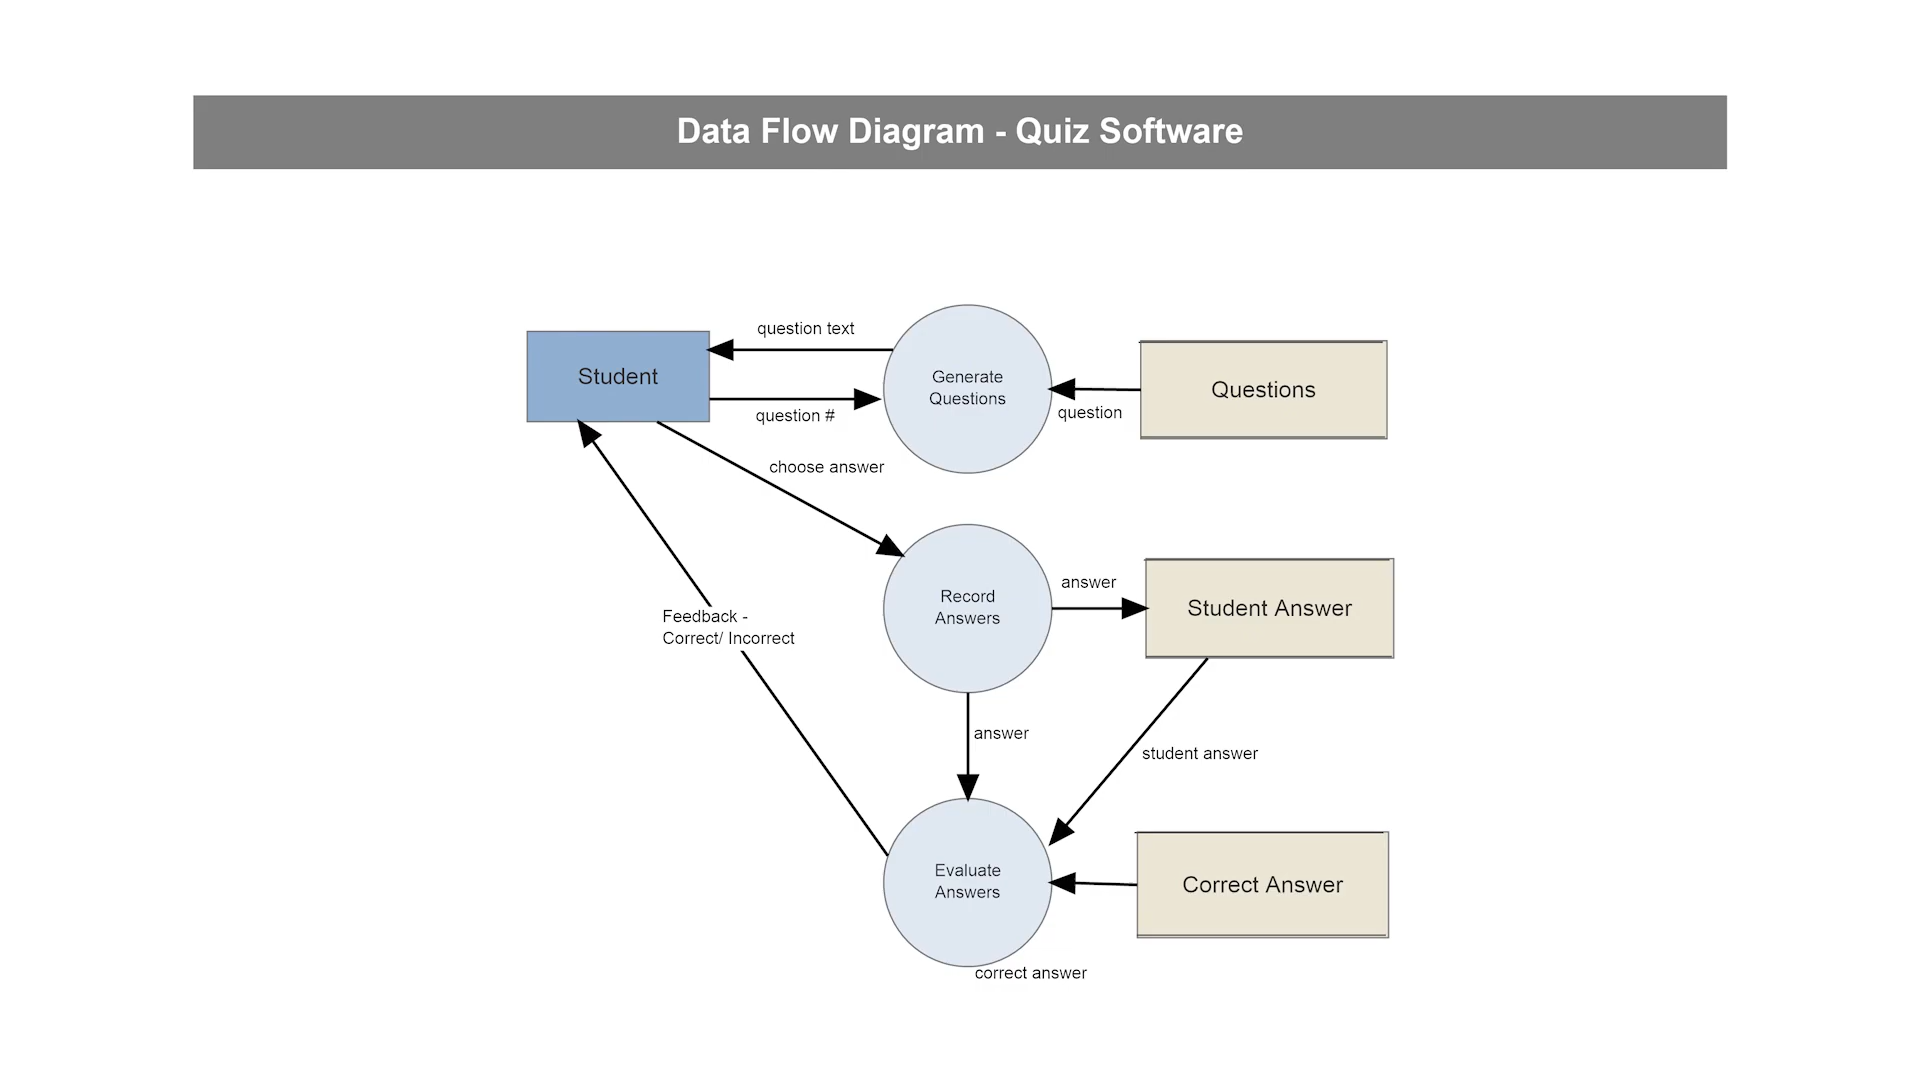 Data Flow Diagram - Quiz Software
question text
Student
Generate
Questions
Questions
question #
question
choose answer
answer
Record
Answers
Student Answer
Feedback -
Correct/ Incorrect
answer
student answer
Evaluate
Answers
Correct Answer
correct answer